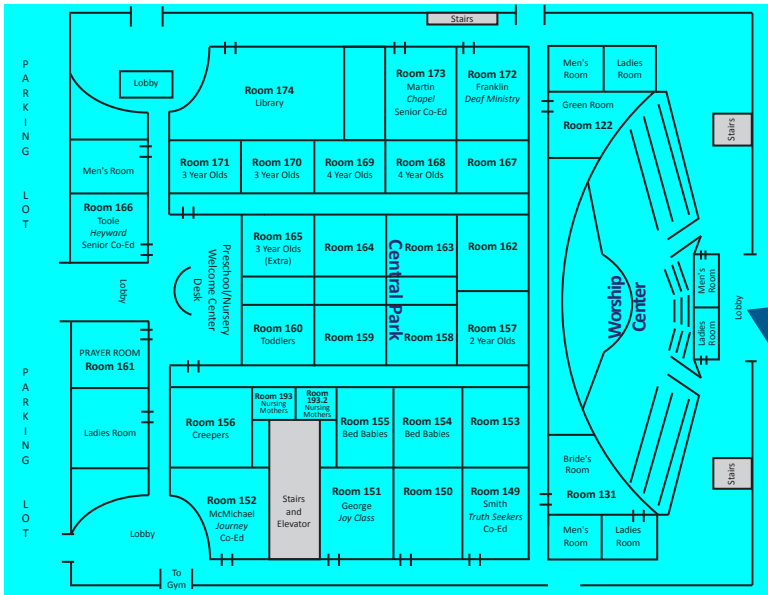 Stairs
PARKING
LOT
Lobby
Room 174
Library
Room 173
Martin
Chapel
Senior Co-Ed
Room 172
Franklin
Deaf Ministry
Men's
Room
Ladies
Room
Green Room
Room 122
Stairs
Men's Room
Room 171
3 Year Olds
Room 170
3 Year Olds
Room 169
4 Year Olds
Room 168
4 Year Olds
Room 167
Room 166
Toole
Heyward
Senior Co-Ed
Lobby
Preschool/Nursery
Welcome Center
Desk
Room 165
3 Year Olds
(Extra)
Room 164
Central Park
Room 163
Room 162
Room 160
Toddlers
Room 159
Room 158
Room 157
2 Year Olds
Worship
Center
Men's
Room
Ladies
Room
Lobby
PRAYER ROOM
Room 161
PARKING
LOT
Ladies Room
Room 156
Creepers
Room 193
Nursing
Mothers
Room
193.2
Nursing
Mothers
Room 155
Bed Babies
Room 154
Bed Babies
Room 153
Bride's
Room
Room 131
Stairs
Room 152
McMichael
Journey
Co-Ed
Stairs
and
Elevator
Room 151
George
Joy Class
Room 150
Room 149
Smith
Truth Seekers
Co-Ed
Men's
Room
Ladies
Room
Lobby
To
Gym